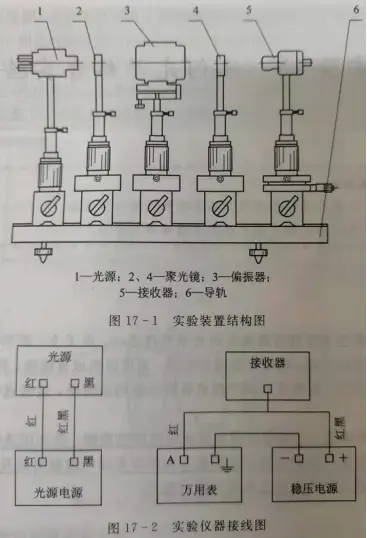 1 2 3 4 5 6
1—光源；2、4—聚光镜；3—偏振器；
5—接收器；6—导轨
图 17-1 实验装置结构图
光源
红 黑
红 红黑
红 黑
光源电源
接收器
红 红黑
A
万用表
- +
稳压电源
图 17-2 实验仪器接线图